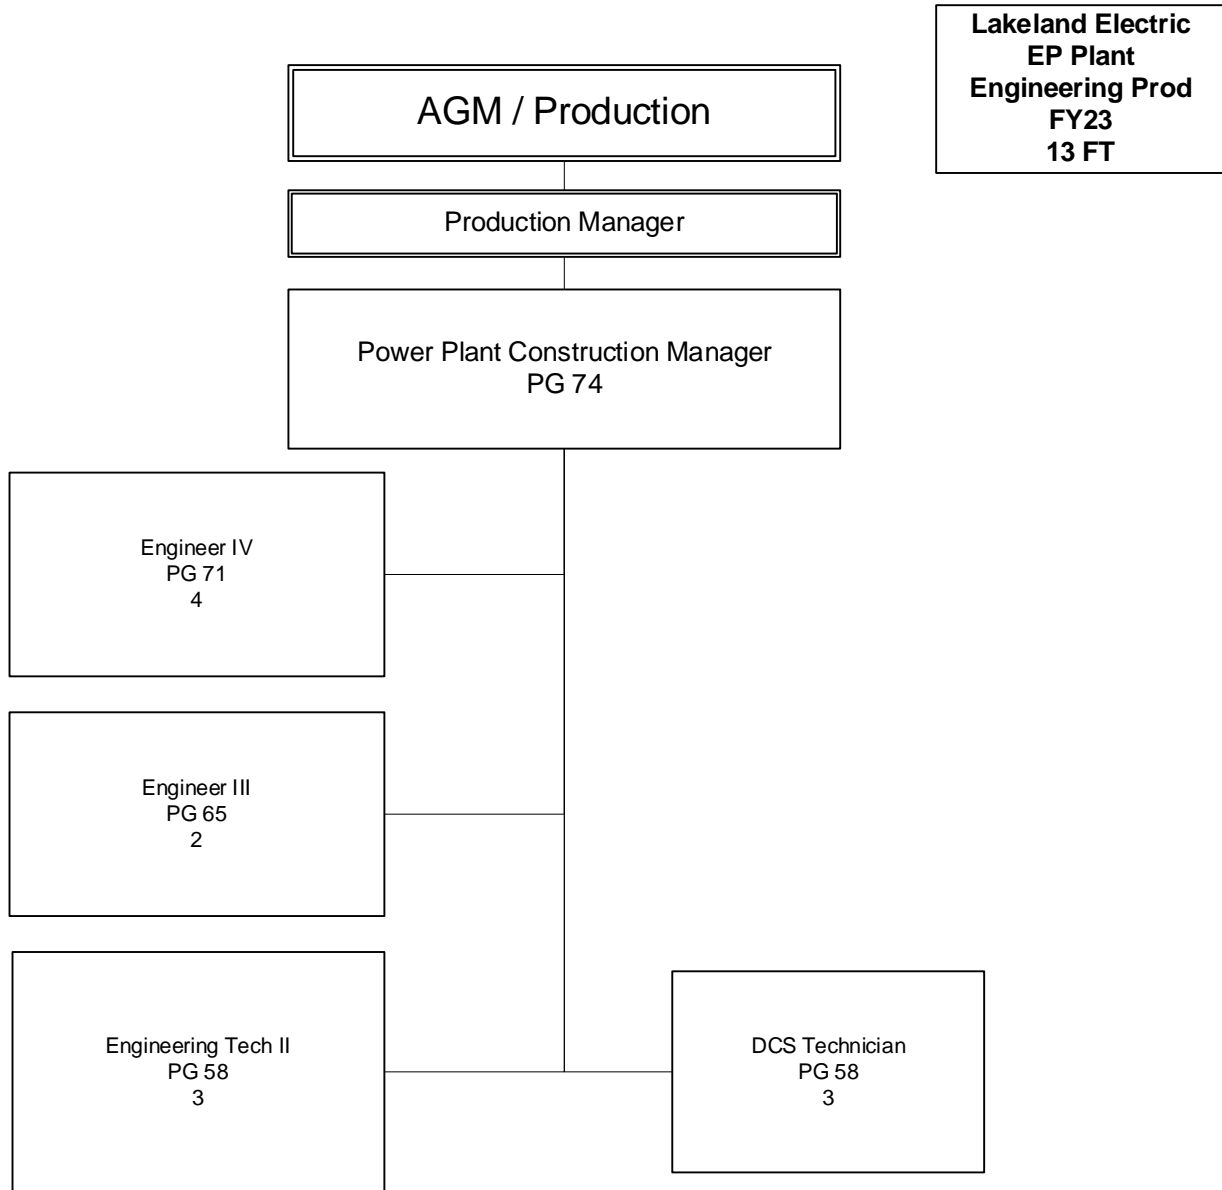 Lakeland Electric
EP Plant
Engineering Prod
FY23
13 FT
AGM / Production
Production Manager
Power Plant Construction Manager
PG 74
Engineer IV
PG 71
4
Engineer III
PG 65
2
Engineering Tech II
PG 58
3
DCS Technician
PG 58
3